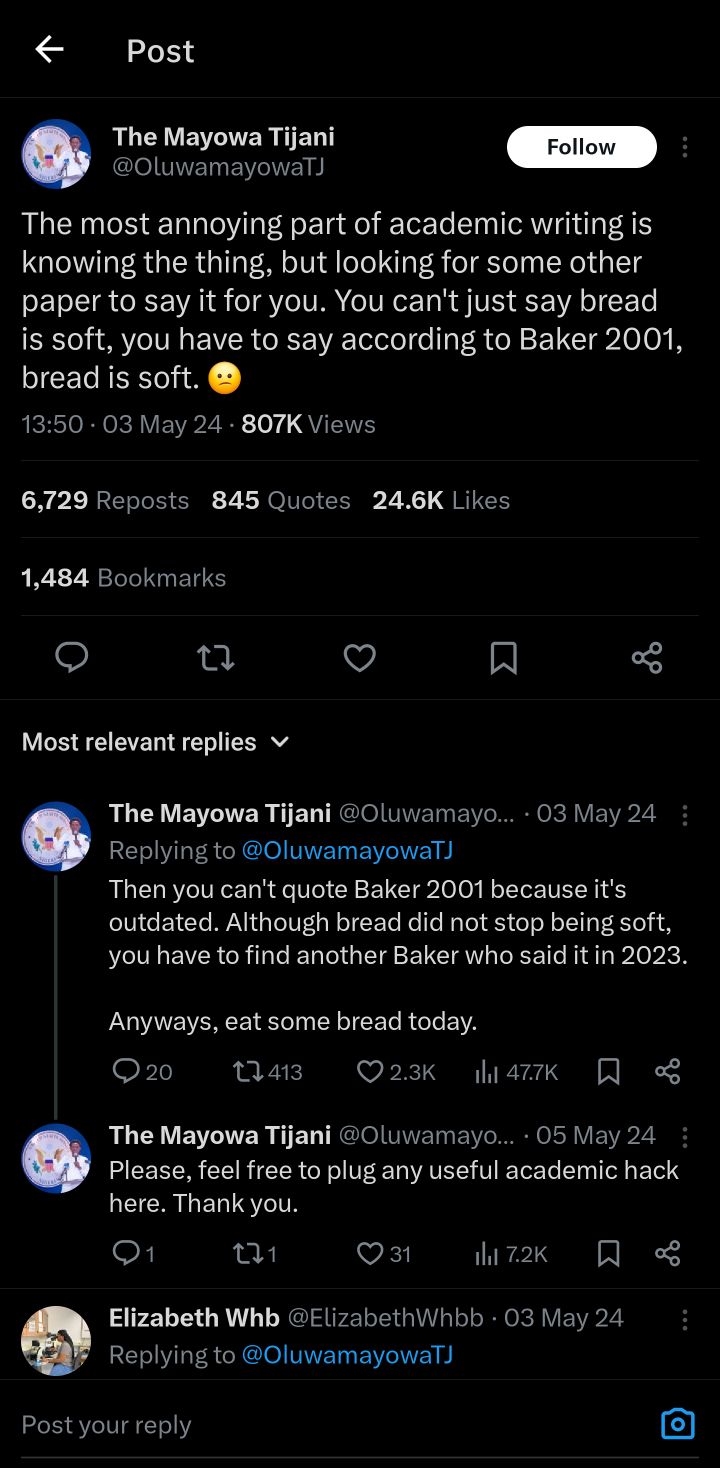 Post
The Mayowa Tijani
@OluwamayowaTJ
Follow
The most annoying part of academic writing is
knowing the thing, but looking for some other
paper to say it for you. You can't just say bread
is soft, you have to say according to Baker 2001,
bread is soft. 😕
13:50 · 03 May 24 · 807K Views
6,729 Reposts 845 Quotes 24.6K Likes
1,484 Bookmarks
Most relevant replies
The Mayowa Tijani @Oluwamayo... · 03 May 24
Replying to @OluwamayowaTJ
Then you can't quote Baker 2001 because it's
outdated. Although bread did not stop being soft,
you have to find another Baker who said it in 2023.
Anyways, eat some bread today.
20 413 2.3K 47.7K
The Mayowa Tijani @Oluwamayo... · 05 May 24
Please, feel free to plug any useful academic hack
here. Thank you.
1 1 31 7.2K
Elizabeth Whb @ElizabethWhbb · 03 May 24
Replying to @OluwamayowaTJ
Post your reply